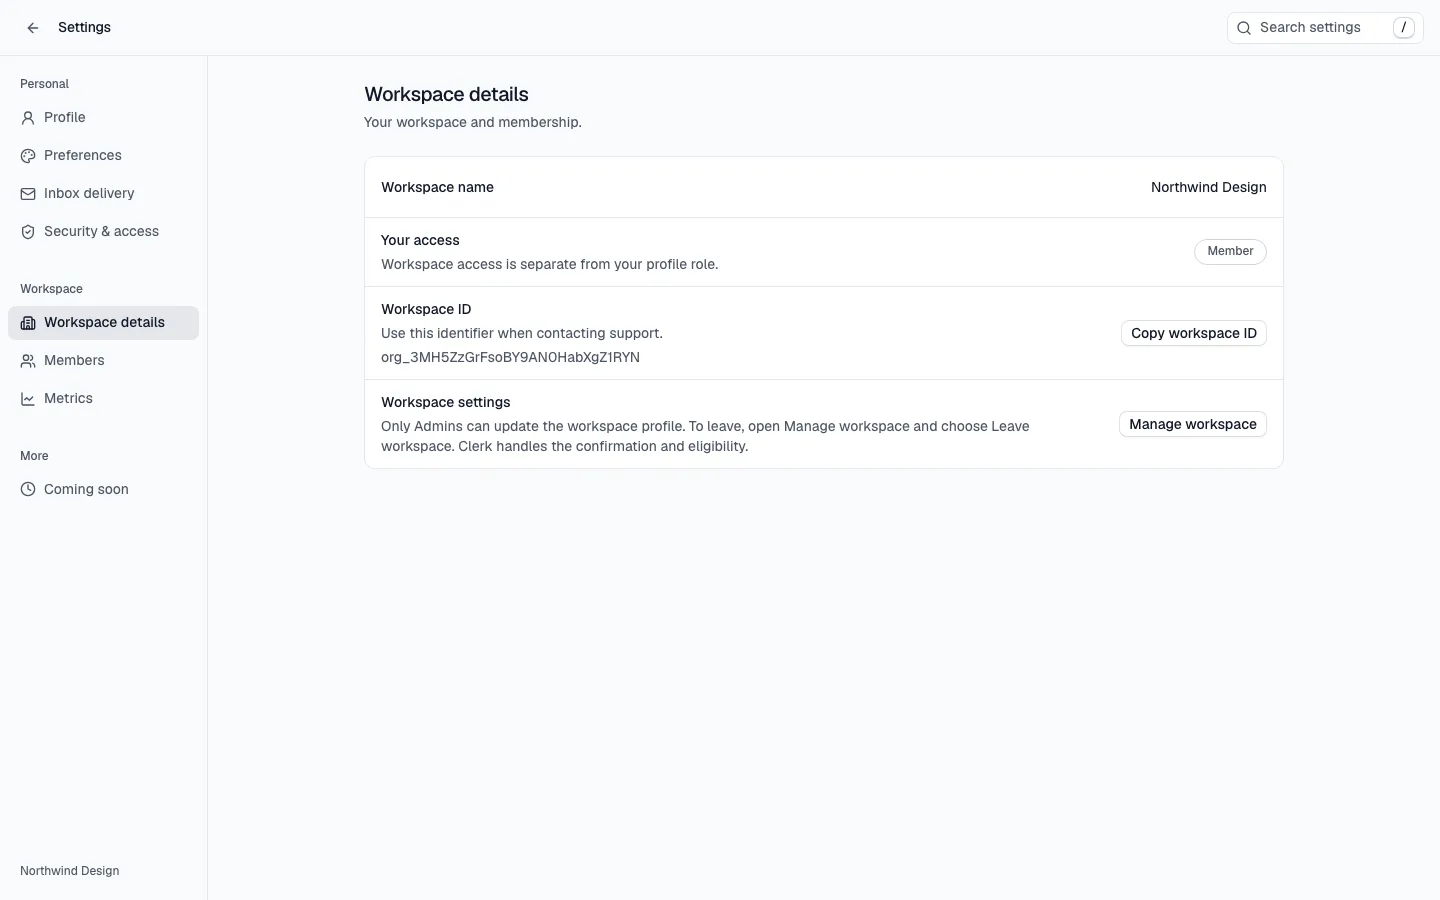 Settings
Search settings
/
Personal
Profile
Preferences
Inbox delivery
Security & access
Workspace
Workspace details
Members
Metrics
More
Coming soon
Northwind Design
Workspace details
Your workspace and membership.
Workspace name
Northwind Design
Your access
Workspace access is separate from your profile role.
Member
Workspace ID
Use this identifier when contacting support.
org_3MH5ZzGrFsoBY9AN0HabXgZ1RYN
Copy workspace ID
Workspace settings
Only Admins can update the workspace profile. To leave, open Manage workspace and choose Leave
workspace. Clerk handles the confirmation and eligibility.
Manage workspace